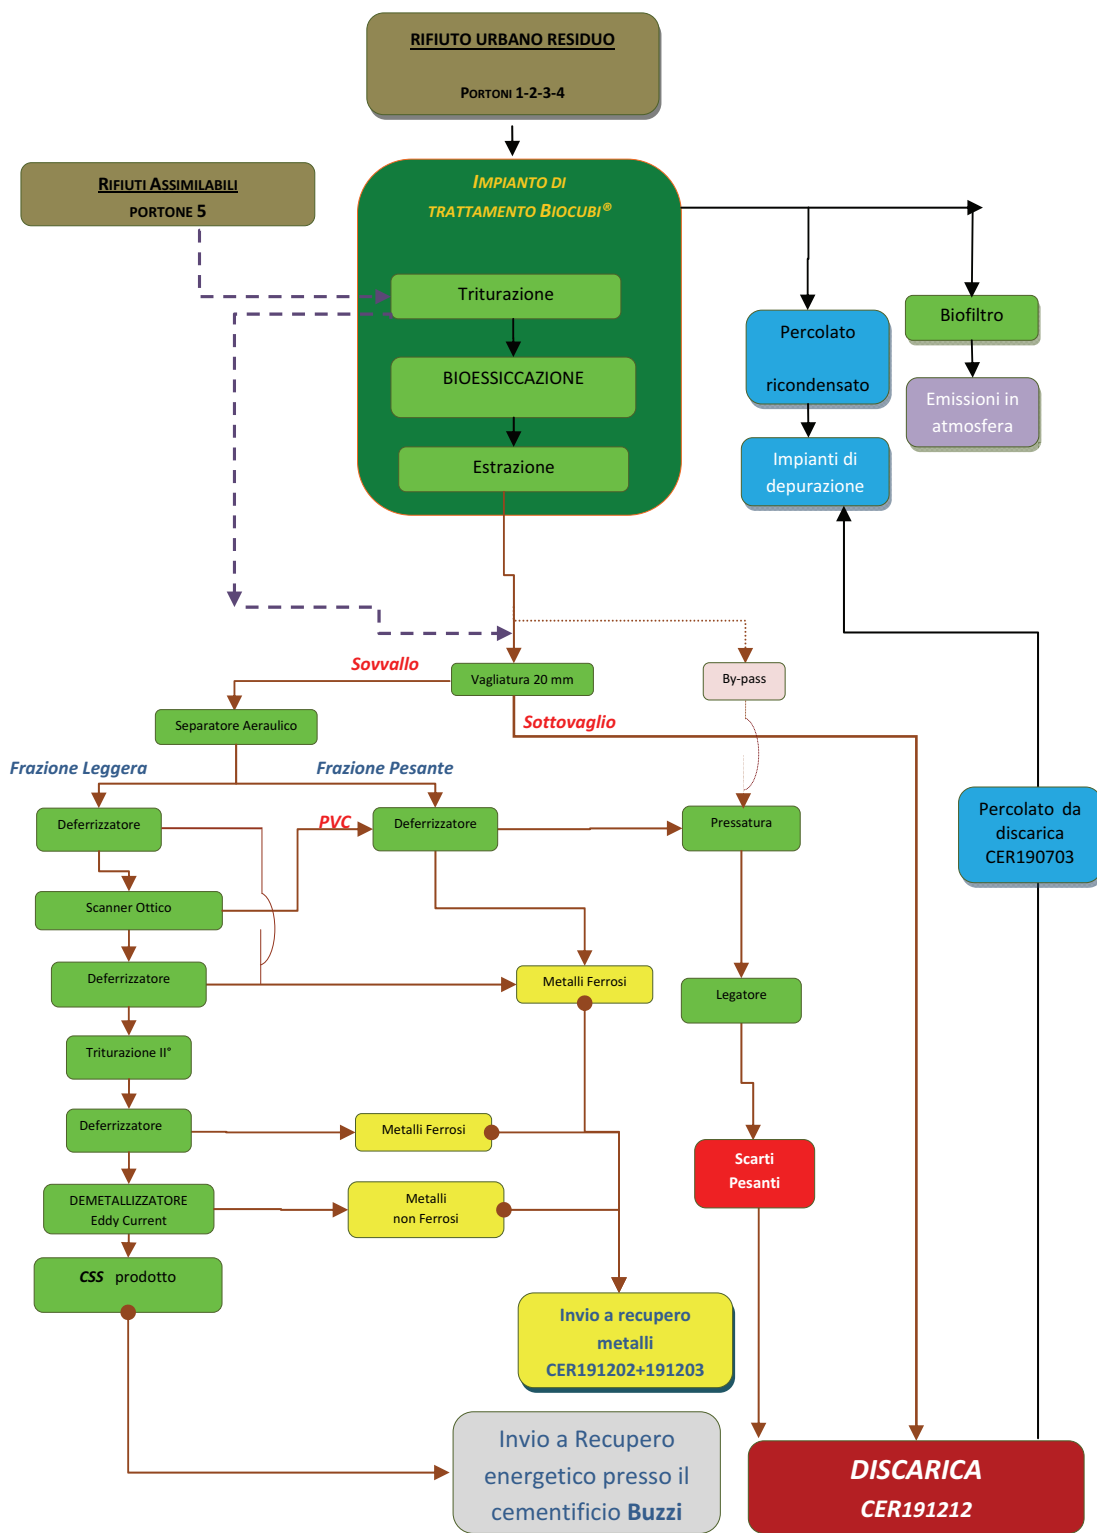 RIFIUTO URBANO RESIDUO
PORTONI 1-2-3-4
RIFIUTI ASSIMILABILI
PORTONE 5
IMPIANTO DI
TRATTAMENTO BIOCUBI®
Triturazione
BIOESSICCAZIONE
Estrazione
Percolato
ricondensato
Biofiltro
Emissioni in
atmosfera
Impianti di
depurazione
Sovvallo
Vagliatura 20 mm
By-pass
Separatore Aeraulico
Sottovaglio
Frazione Leggera
Frazione Pesante
Deferrizzatore
PVC
Deferrizzatore
Pressatura
Percolato da
discarica
CER190703
Scanner Ottico
Deferrizzatore
Metalli Ferrosi
Legatore
Triturazione II°
Deferrizzatore
Metalli Ferrosi
Scarti
Pesanti
DEMETALLIZZATORE
Eddy Current
Metalli
non Ferrosi
CSS prodotto
Invio a recupero
metalli
CER191202+191203
Invio a Recupero
energetico presso il
cementificio Buzzi
DISCARICA
CER191212